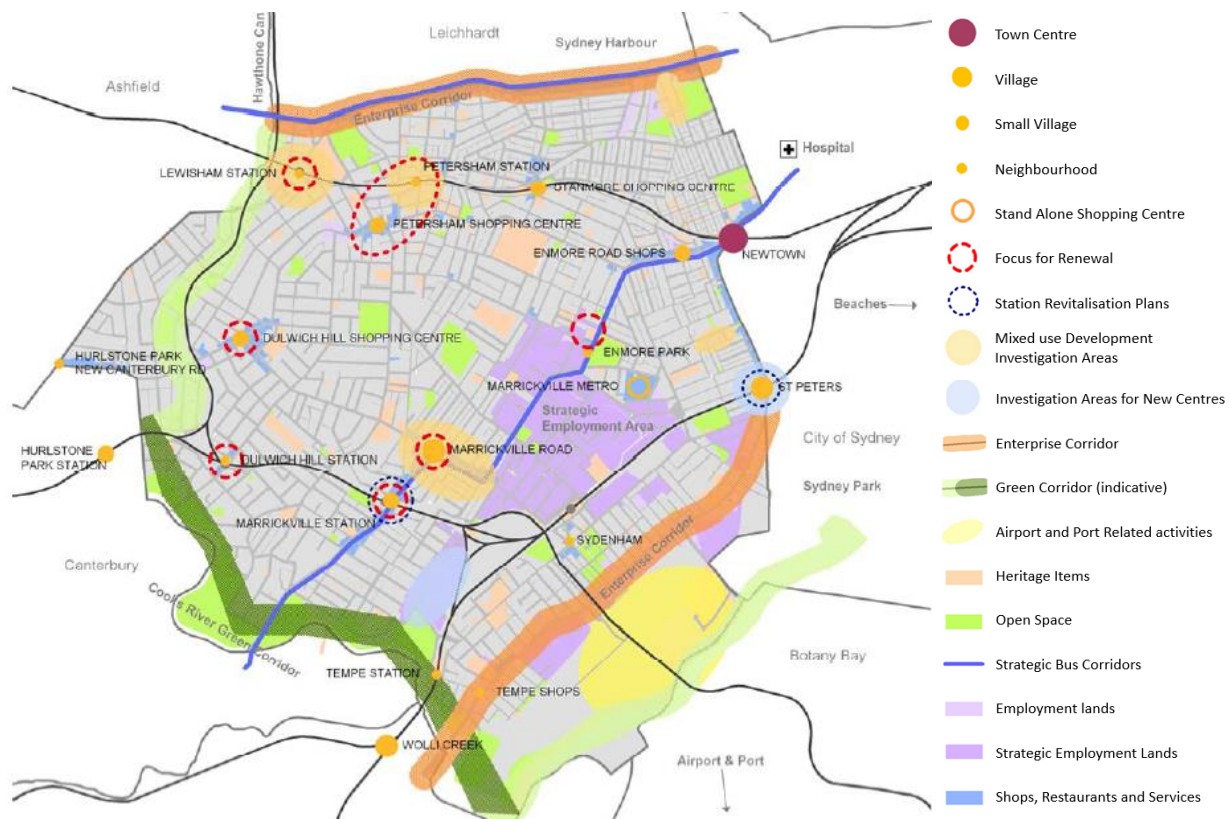 Leichhardt
Sydney Harbour
Hawthorne Can
Ashfield
Enterprise Corridor
Hospital
LEWISHAM STATION
PETERSHAM STATION
STANMORE SHOPPING CENTRE
PETERSHAM SHOPPING CENTRE
ENMORE ROAD SHOPS
NEWTOWN
Beaches
DULWICH HILL SHOPPING CENTRE
HURLSTONE PARK
NEW CANTERBURY RD
ENMORE PARK
MARRICKVILLE METRO
ST PETERS
Strategic
Employment Area
City of Sydney
HURLSTONE
PARK STATION
DULWICH HILL STATION
MARRICKVILLE ROAD
Sydney Park
MARRICKVILLE STATION
SYDENHAM
Canterbury
Enterprise Corridor
Cooks River Green Corridor
Botany Bay
TEMPE STATION
TEMPE SHOPS
WOLLI CREEK
Airport & Port
Town Centre
Village
Small Village
Neighbourhood
Stand Alone Shopping Centre
Focus for Renewal
Station Revitalisation Plans
Mixed use Development
Investigation Areas
Investigation Areas for New Centres
Enterprise Corridor
Green Corridor (indicative)
Airport and Port Related activities
Heritage Items
Open Space
Strategic Bus Corridors
Employment lands
Strategic Employment Lands
Shops, Restaurants and Services